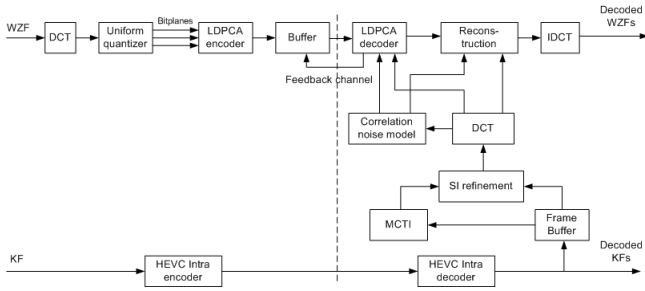 WZF
DCT
Uniform
quantizer
Bitplanes
LDPCA
encoder
Buffer
LDPCA
decoder
Recons-
truction
IDCT
Decoded
WZFs
Feedback channel
Correlation
noise model
DCT
SI refinement
MCTI
Frame
Buffer
KF
HEVC Intra
encoder
HEVC Intra
decoder
Decoded
KFs